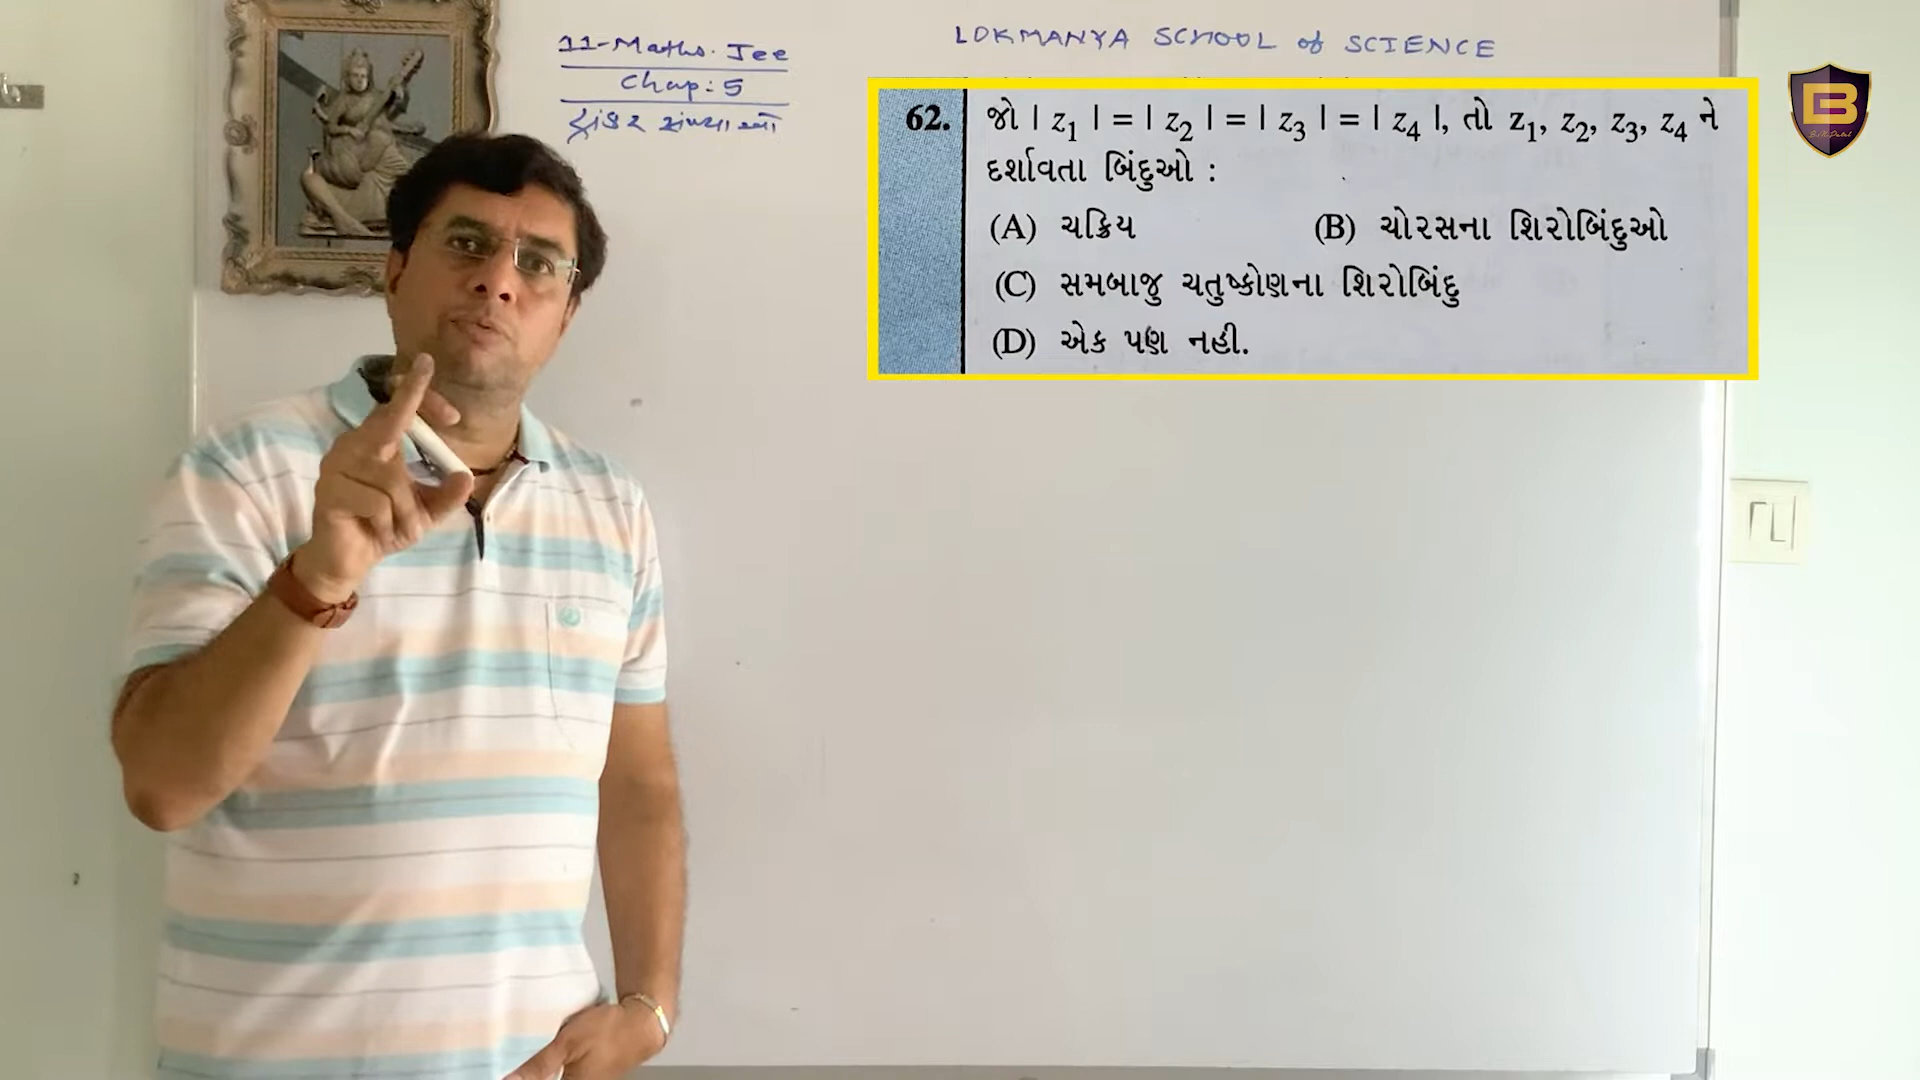 11-Maths. Jee
Chap: 5
LOKMANYA SCHOOL of SCIENCE
62. જો | z₁ | = | z₂ | = | z₃ | = | z₄ |, તો z₁, z₂, z₃, z₄ ને
દર્શાવતા બિંદુઓ :
(A) ચક્રિય (B) ચોરસના શિરોબિંદુઓ
(C) સમબાજુ ચતુષ્કોણના શિરોબિંદુ
(D) એક પણ નહી.
B
B.N.Patel